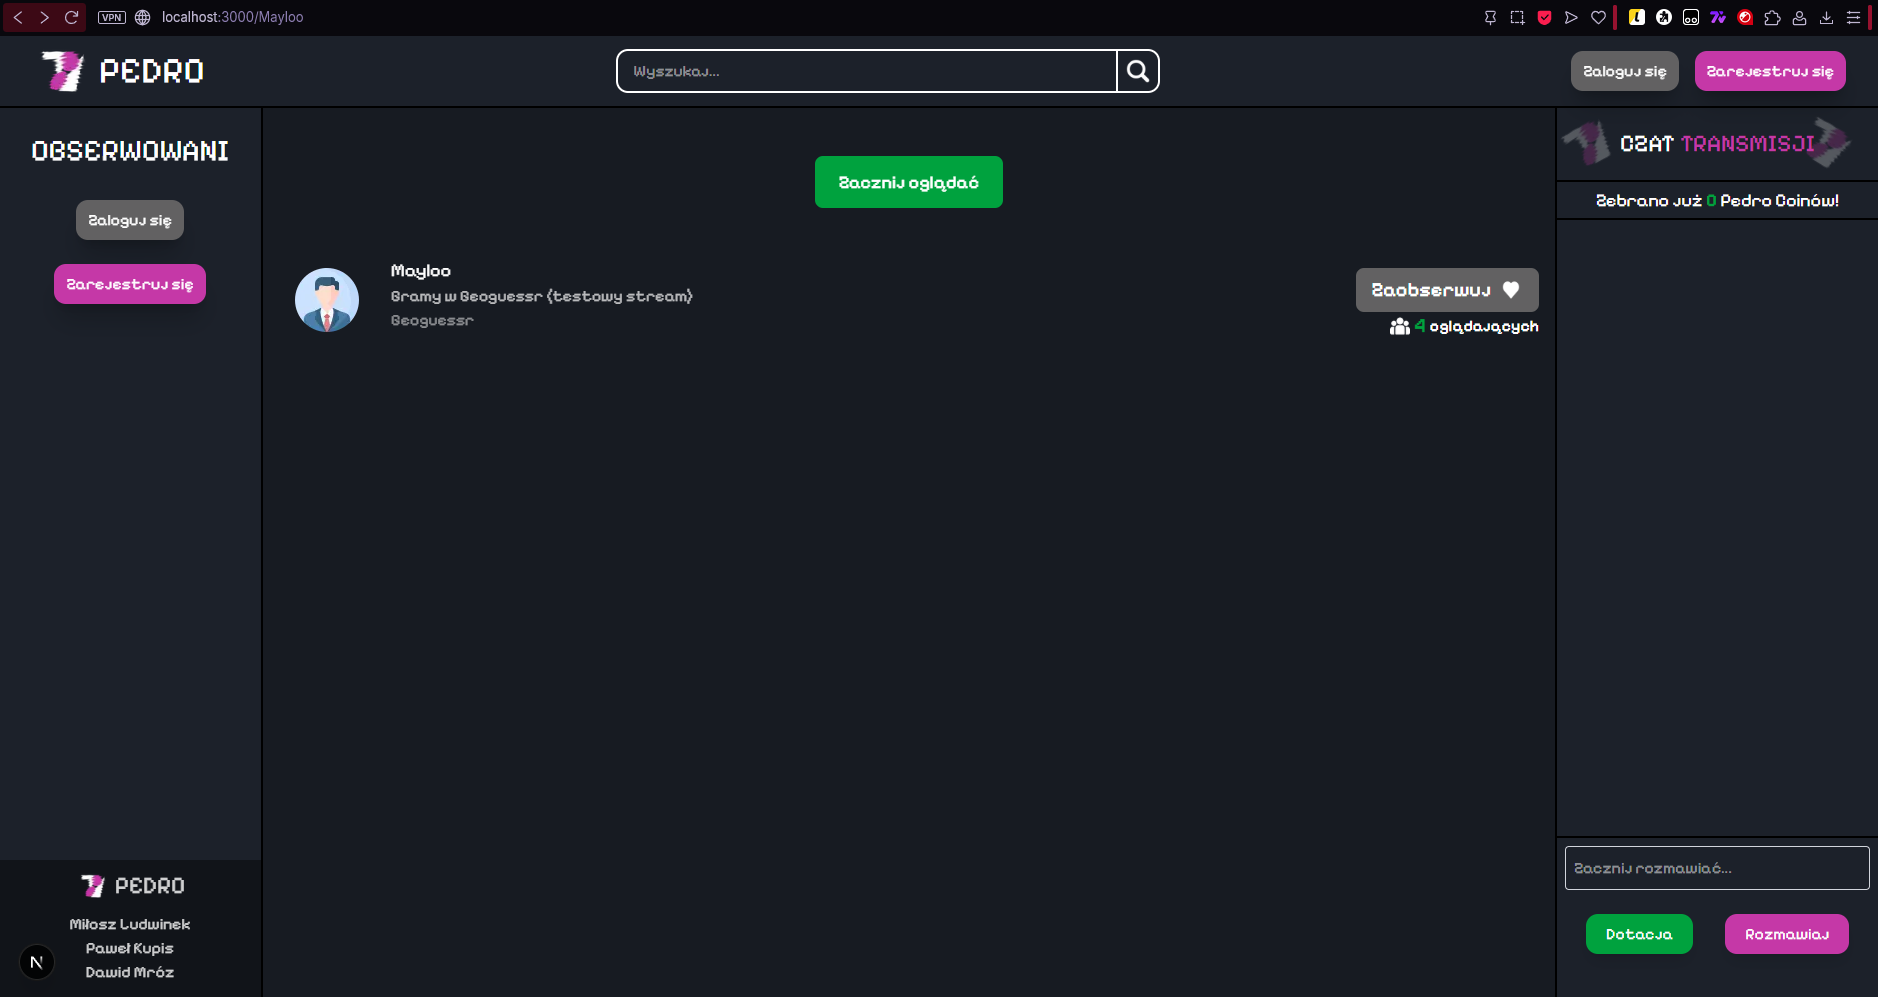 VPN
localhost:3000/Mayloo
PEDRO
Wyszukaj...
Zaloguj się
Zarejestruj się
OBSERWOWANI
Zaloguj się
Zarejestruj się
Zacznij oglądać
Mayloo
Gramy w Geoguessr (testowy stream)
Geoguessr
Zaobserwuj
4 oglądających
CZAT TRANSMISJI
Zebrano już 0 Pedro Coinów!
Zacznij rozmawiać...
Dotacja
Rozmawiaj
PEDRO
Miłosz Ludwinek
Paweł Kupis
Dawid Mróz
N